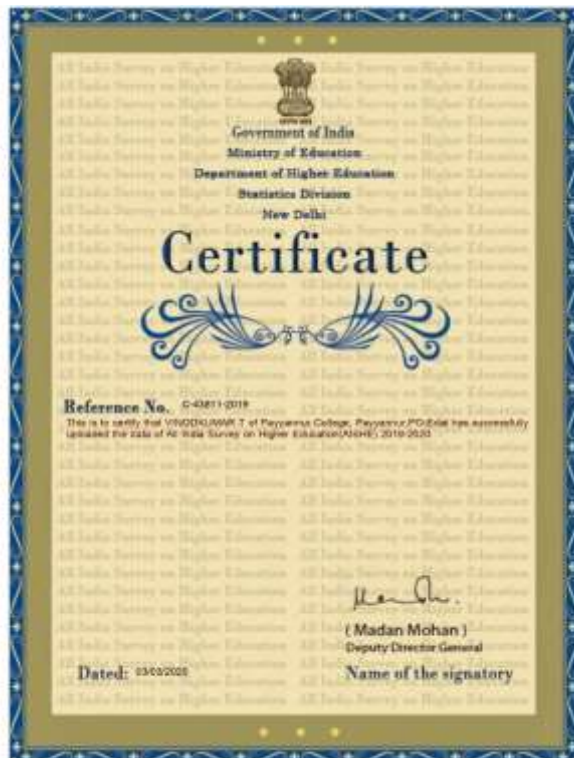 Government of India
Ministry of Education
Department of Higher Education
Statistics Division
New Delhi
Certificate
Reference No. C-43811-2019
This is to certify that VINODKUMAR T of Payyannur College, Payyannur,PO;Edat has successfully
uploaded the data of All India Survey on Higher Education(AISHE) 2019-2020
( Madan Mohan )
Deputy Director General
Dated: 03/03/2020
Name of the signatory